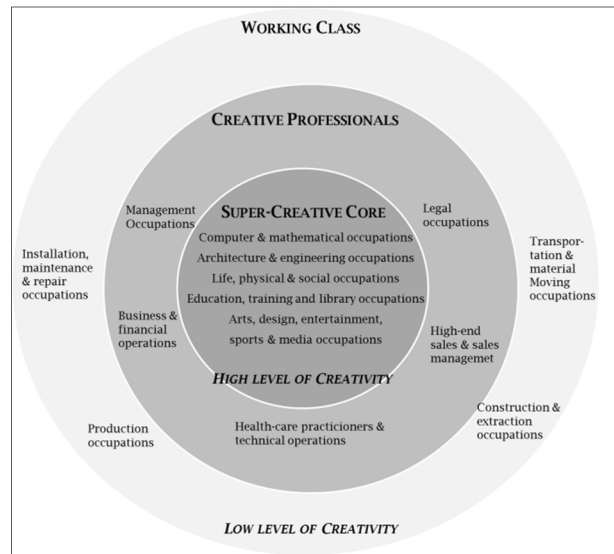 WORKING CLASS
CREATIVE PROFESSIONALS
SUPER-CREATIVE CORE
Computer & mathematical occupations
Architecture & engineering occupations
Life, physical & social occupations
Education, training and library occupations
Arts, design, entertainment,
sports & media occupations
HIGH LEVEL OF CREATIVITY
Management
Occupations
Legal
occupations
Business &
financial
operations
High-end
sales & sales
managemet
Health-care practicioners &
technical operations
Installation,
maintenance
& repair
occupations
Transpor-
tation &
material
Moving
occupations
Production
occupations
Construction &
extraction
occupations
LOW LEVEL OF CREATIVITY